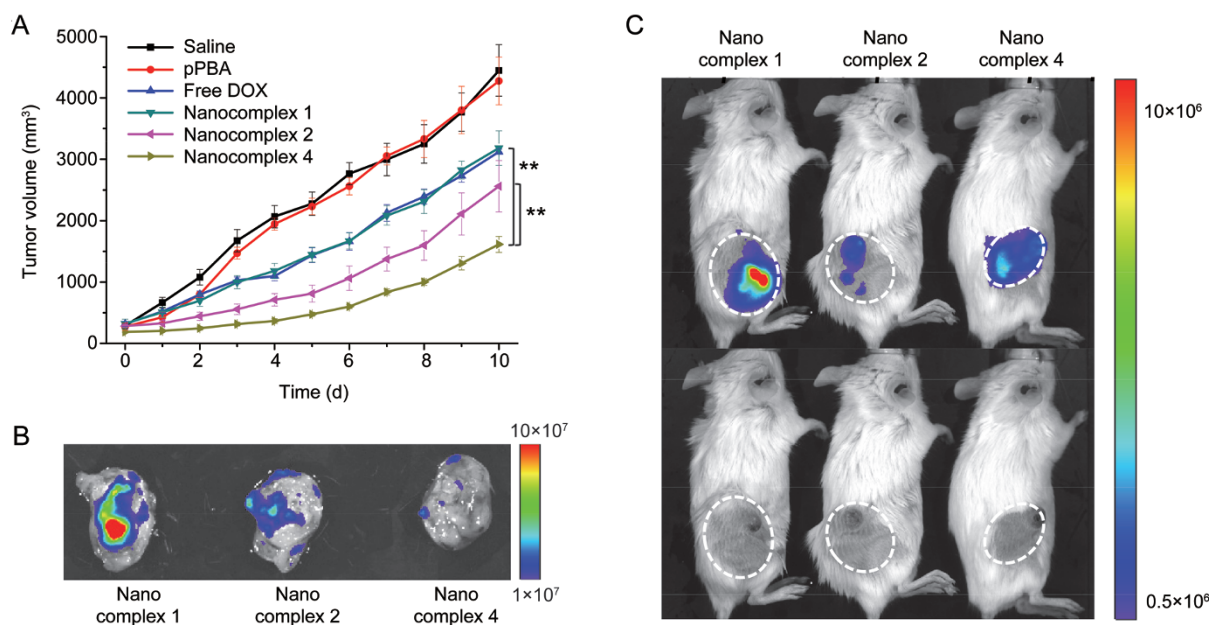 A
5000
4000
3000
2000
1000
0
Tumor volume (mm³)
Saline
pPBA
Free DOX
Nanocomplex 1
Nanocomplex 2
Nanocomplex 4
**
**
0 2 4 6 8 10
Time (d)
B
10×10⁷
1×10⁷
Nano
complex 1
Nano
complex 2
Nano
complex 4
C
Nano
complex 1
Nano
complex 2
Nano
complex 4
10×10⁶
0.5×10⁶